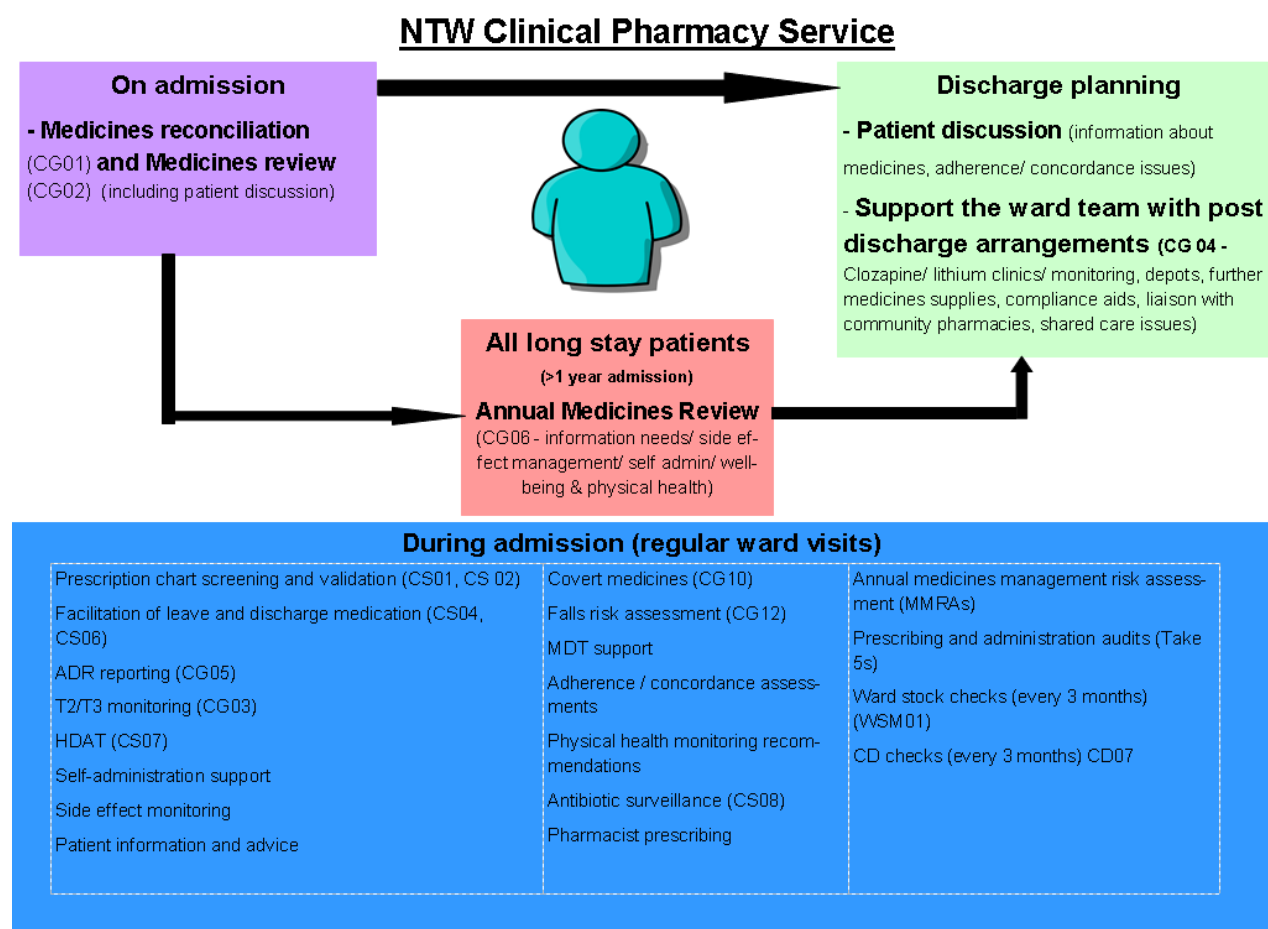 NTW Clinical Pharmacy Service
On admission
- Medicines reconciliation
(CG01) and Medicines review
(CG02) (including patient discussion)
Discharge planning
- Patient discussion (information about
medicines, adherence/ concordance issues)
- Support the ward team with post
discharge arrangements (CG 04 -
Clozapine/ lithium clinics/ monitoring, depots, further
medicines supplies, compliance aids, liaison with
community pharmacies, shared care issues)
All long stay patients
(>1 year admission)
Annual Medicines Review
(CG06 - information needs/ side ef-
fect management/ self admin/ well-
being & physical health)
During admission (regular ward visits)
Prescription chart screening and validation (CS01, CS 02)
Facilitation of leave and discharge medication (CS04,
CS06)
ADR reporting (CG05)
T2/T3 monitoring (CG03)
HDAT (CS07)
Self-administration support
Side effect monitoring
Patient information and advice
Covert medicines (CG10)
Falls risk assessment (CG12)
MDT support
Adherence / concordance assess-
ments
Physical health monitoring recom-
mendations
Antibiotic surveillance (CS08)
Pharmacist prescribing
Annual medicines management risk assess-
ment (MMRAs)
Prescribing and administration audits (Take
5s)
Ward stock checks (every 3 months)
(WSM01)
CD checks (every 3 months) CD07